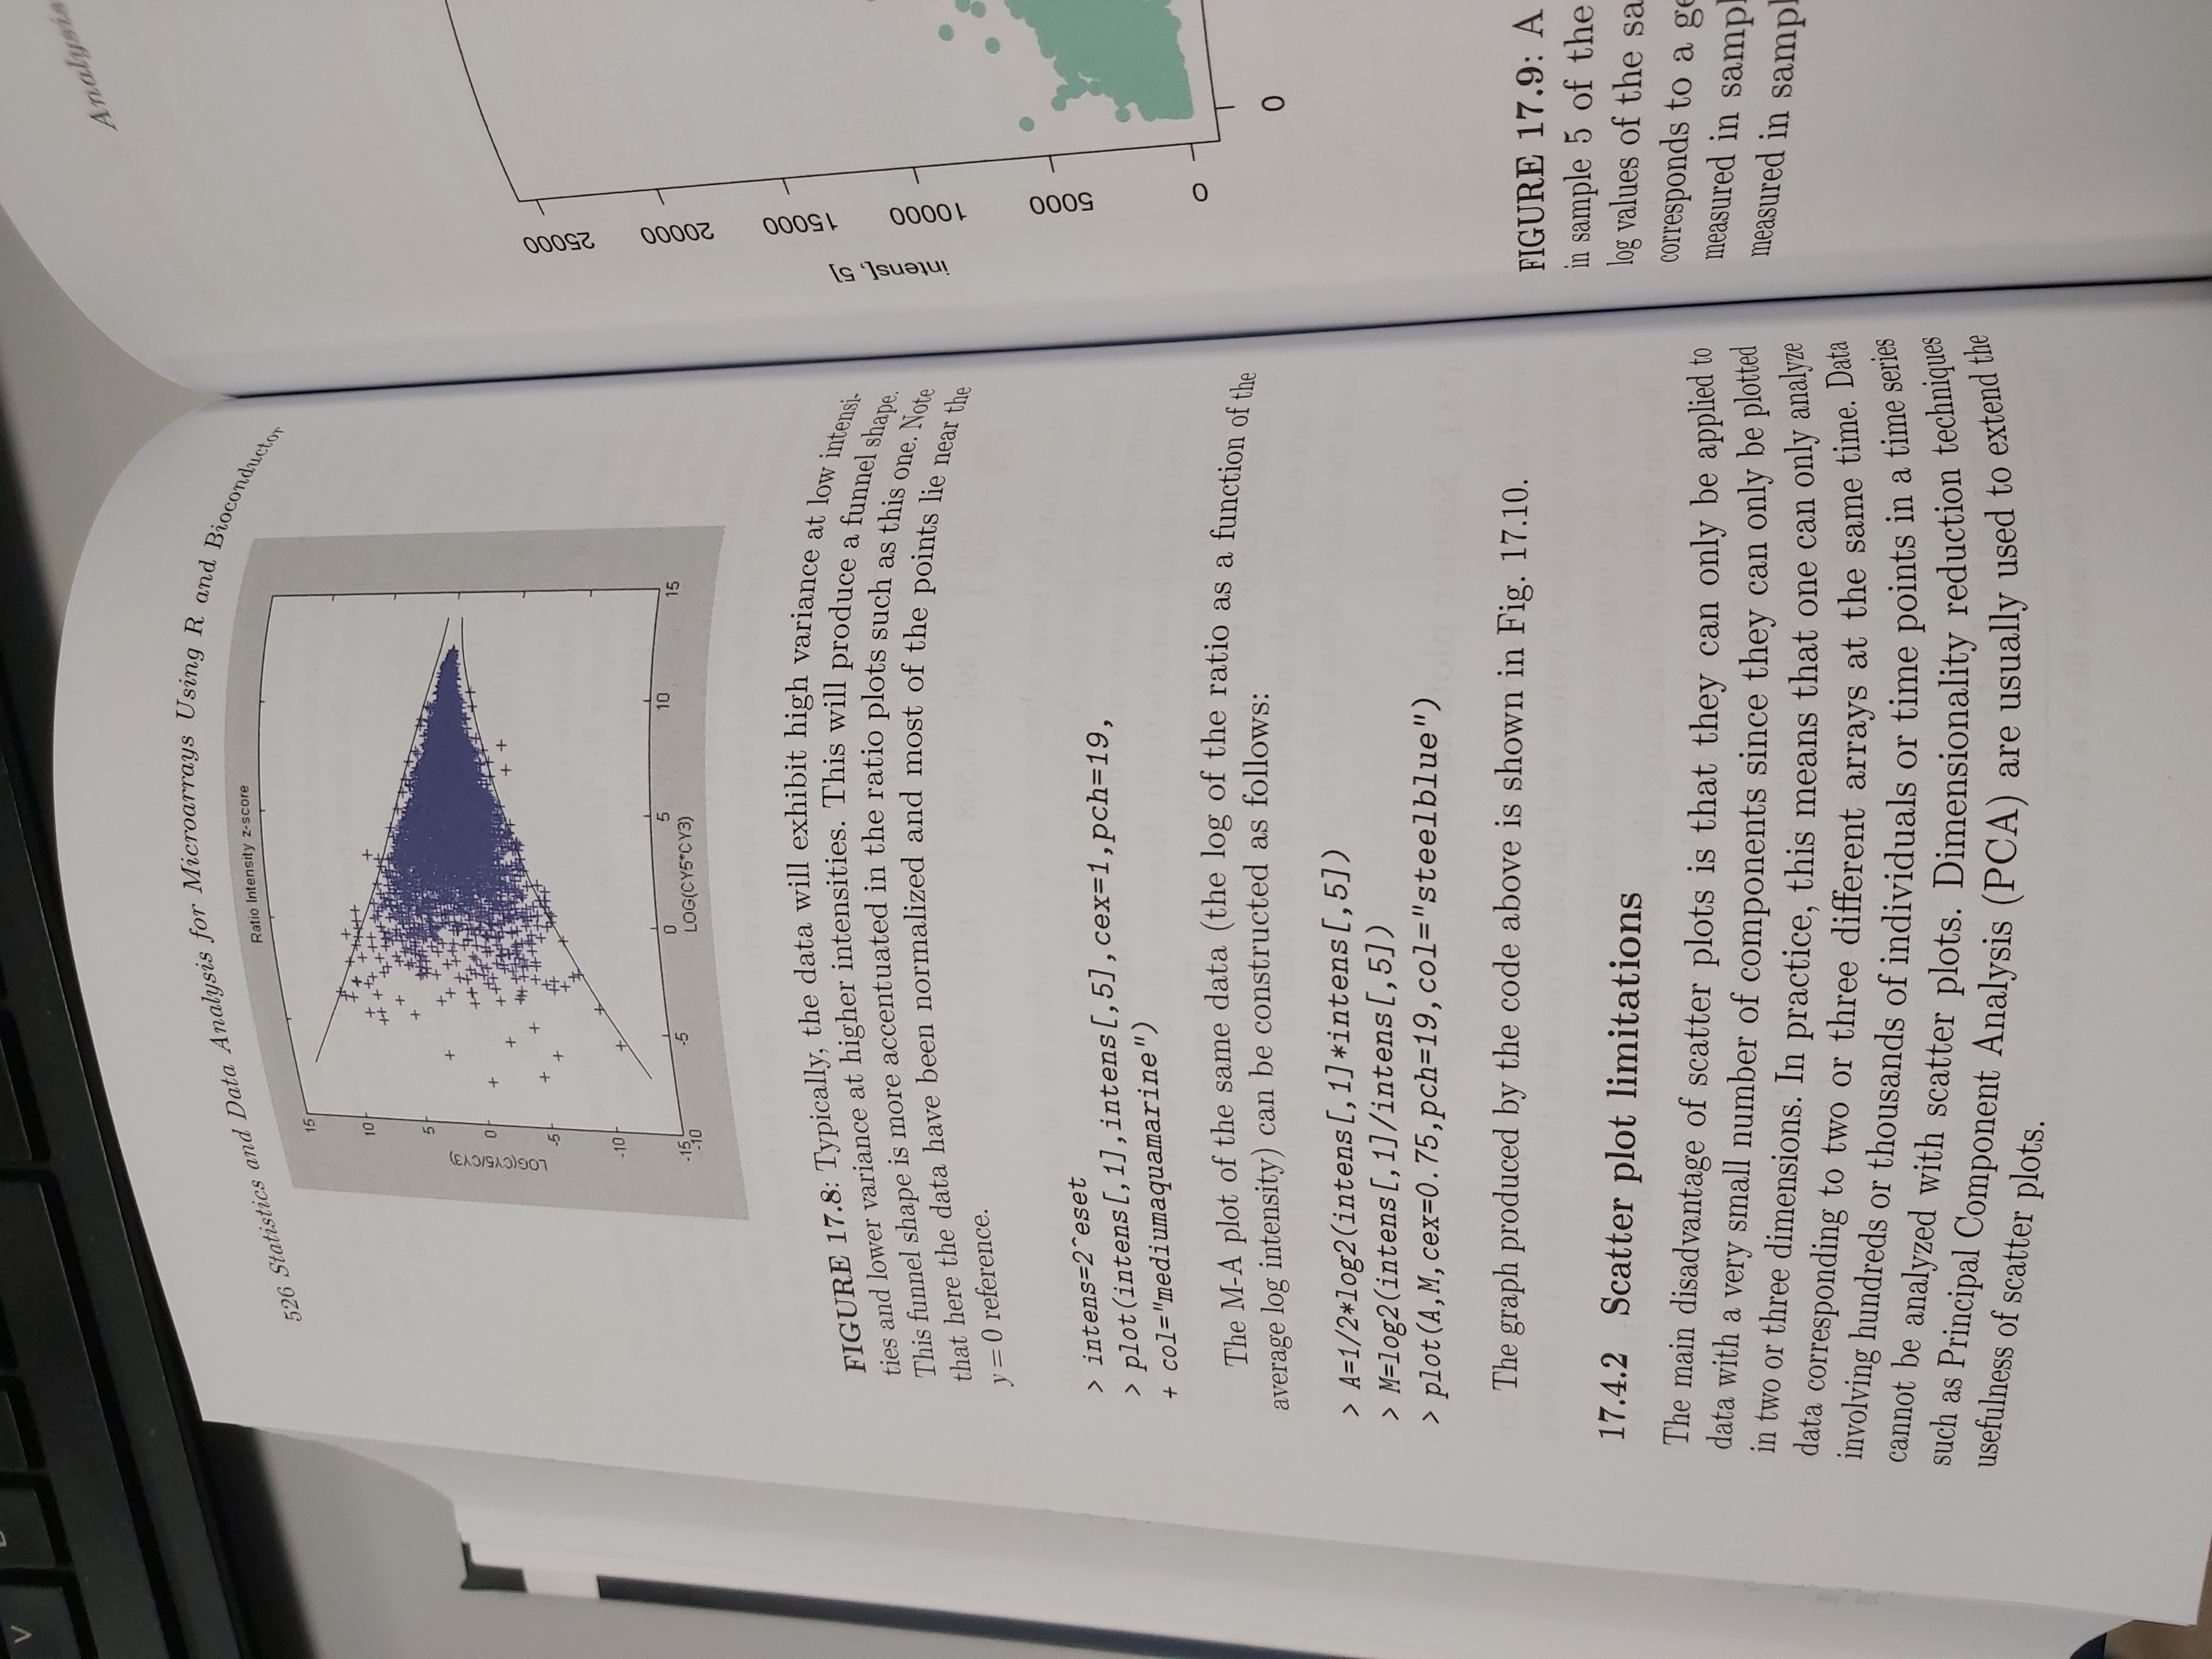 V
526 Statistics and Data Analysis for Microarrays Using R and Bioconductor
Ratio Intensity z-score
15
10
5
0
-5
-10
-15
LOG(CY5/CY3)
-10
-5
0
5
10
15
LOG(CY5*CY3)
FIGURE 17.8: Typically, the data will exhibit high variance at low intensi-
ties and lower variance at higher intensities. This will produce a funnel shape.
This funnel shape is more accentuated in the ratio plots such as this one. Note
that here the data have been normalized and most of the points lie near the
y = 0 reference.
> intens=2^eset
> plot(intens[,1],intens[,5],cex=1,pch=19,
+ col="mediumaquamarine")
The M-A plot of the same data (the log of the ratio as a function of the
average log intensity) can be constructed as follows:
> A=1/2*log2(intens[,1]*intens[,5])
> M=log2(intens[,1]/intens[,5])
> plot(A,M,cex=0.75,pch=19,col="steelblue")
The graph produced by the code above is shown in Fig. 17.10.
17.4.2 Scatter plot limitations
The main disadvantage of scatter plots is that they can only be applied to
data with a very small number of components since they can only be plotted
in two or three dimensions. In practice, this means that one can only analyze
data corresponding to two or three different arrays at the same time. Data
involving hundreds or thousands of individuals or time points in a time series
cannot be analyzed with scatter plots. Dimensionality reduction techniques
such as Principal Component Analysis (PCA) are usually used to extend the
usefulness of scatter plots.
Analysis
25000
20000
15000
10000
5000
0
intens[, 5]
0
FIGURE 17.9: A
in sample 5 of the
log values of the sa
corresponds to a ge
measured in sampl
measured in sampl